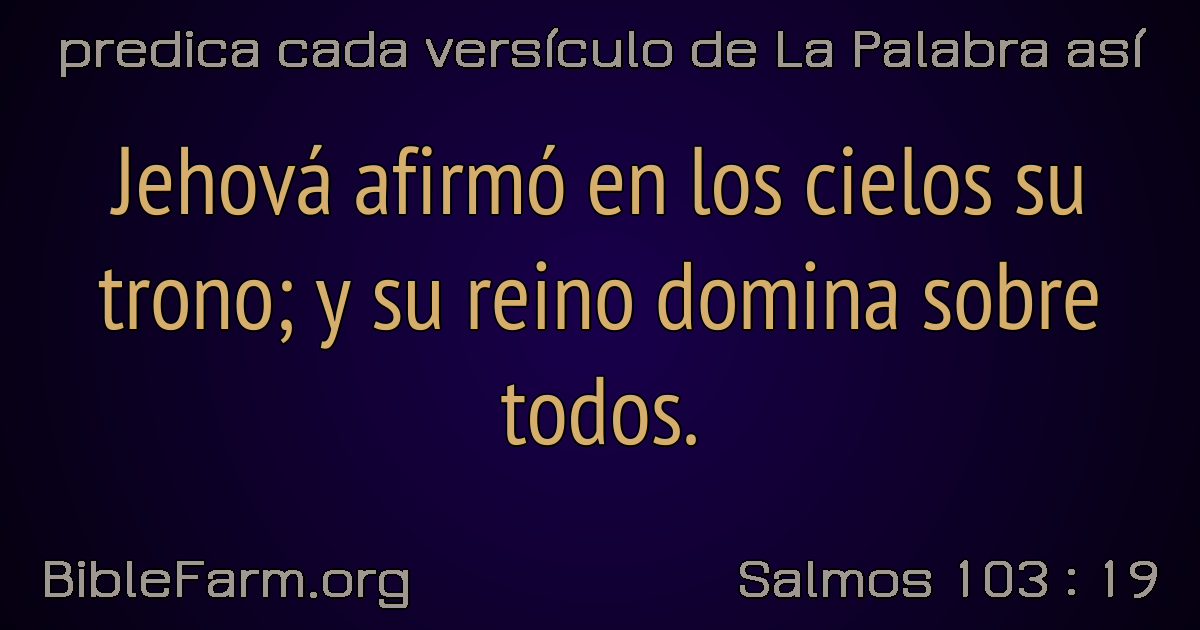 predica cada versículo de La Palabra así
Jehová afirmó en los cielos su
trono; y su reino domina sobre
todos.
BibleFarm.org
Salmos 103 : 19